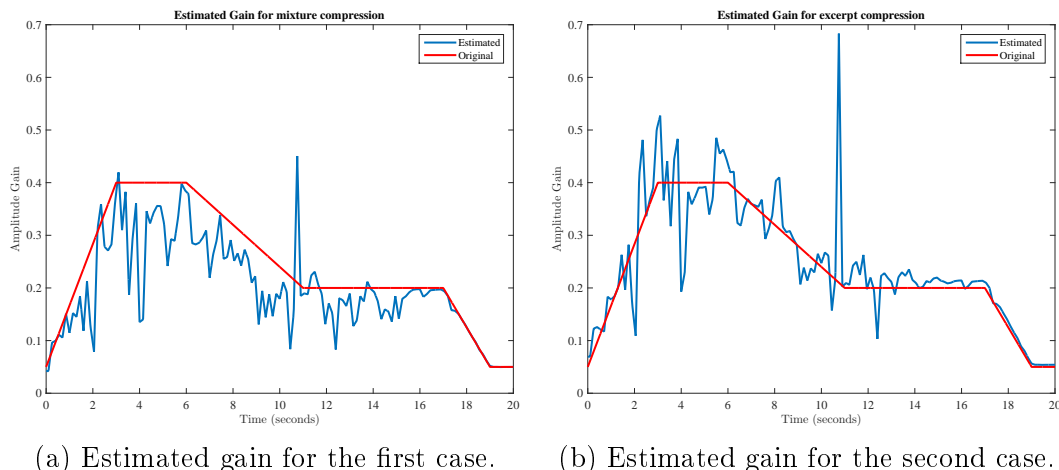 Estimated Gain for mixture compression
0.7
0.6
0.5
0.4
0.3
0.2
0.1
0
Amplitude Gain
Estimated
Original
0 2 4 6 8 10 12 14 16 18 20
Time (seconds)
(a) Estimated gain for the first case.
Estimated Gain for excerpt compression
0.7
0.6
0.5
0.4
0.3
0.2
0.1
0
Amplitude Gain
Estimated
Original
0 2 4 6 8 10 12 14 16 18 20
Time (seconds)
(b) Estimated gain for the second case.